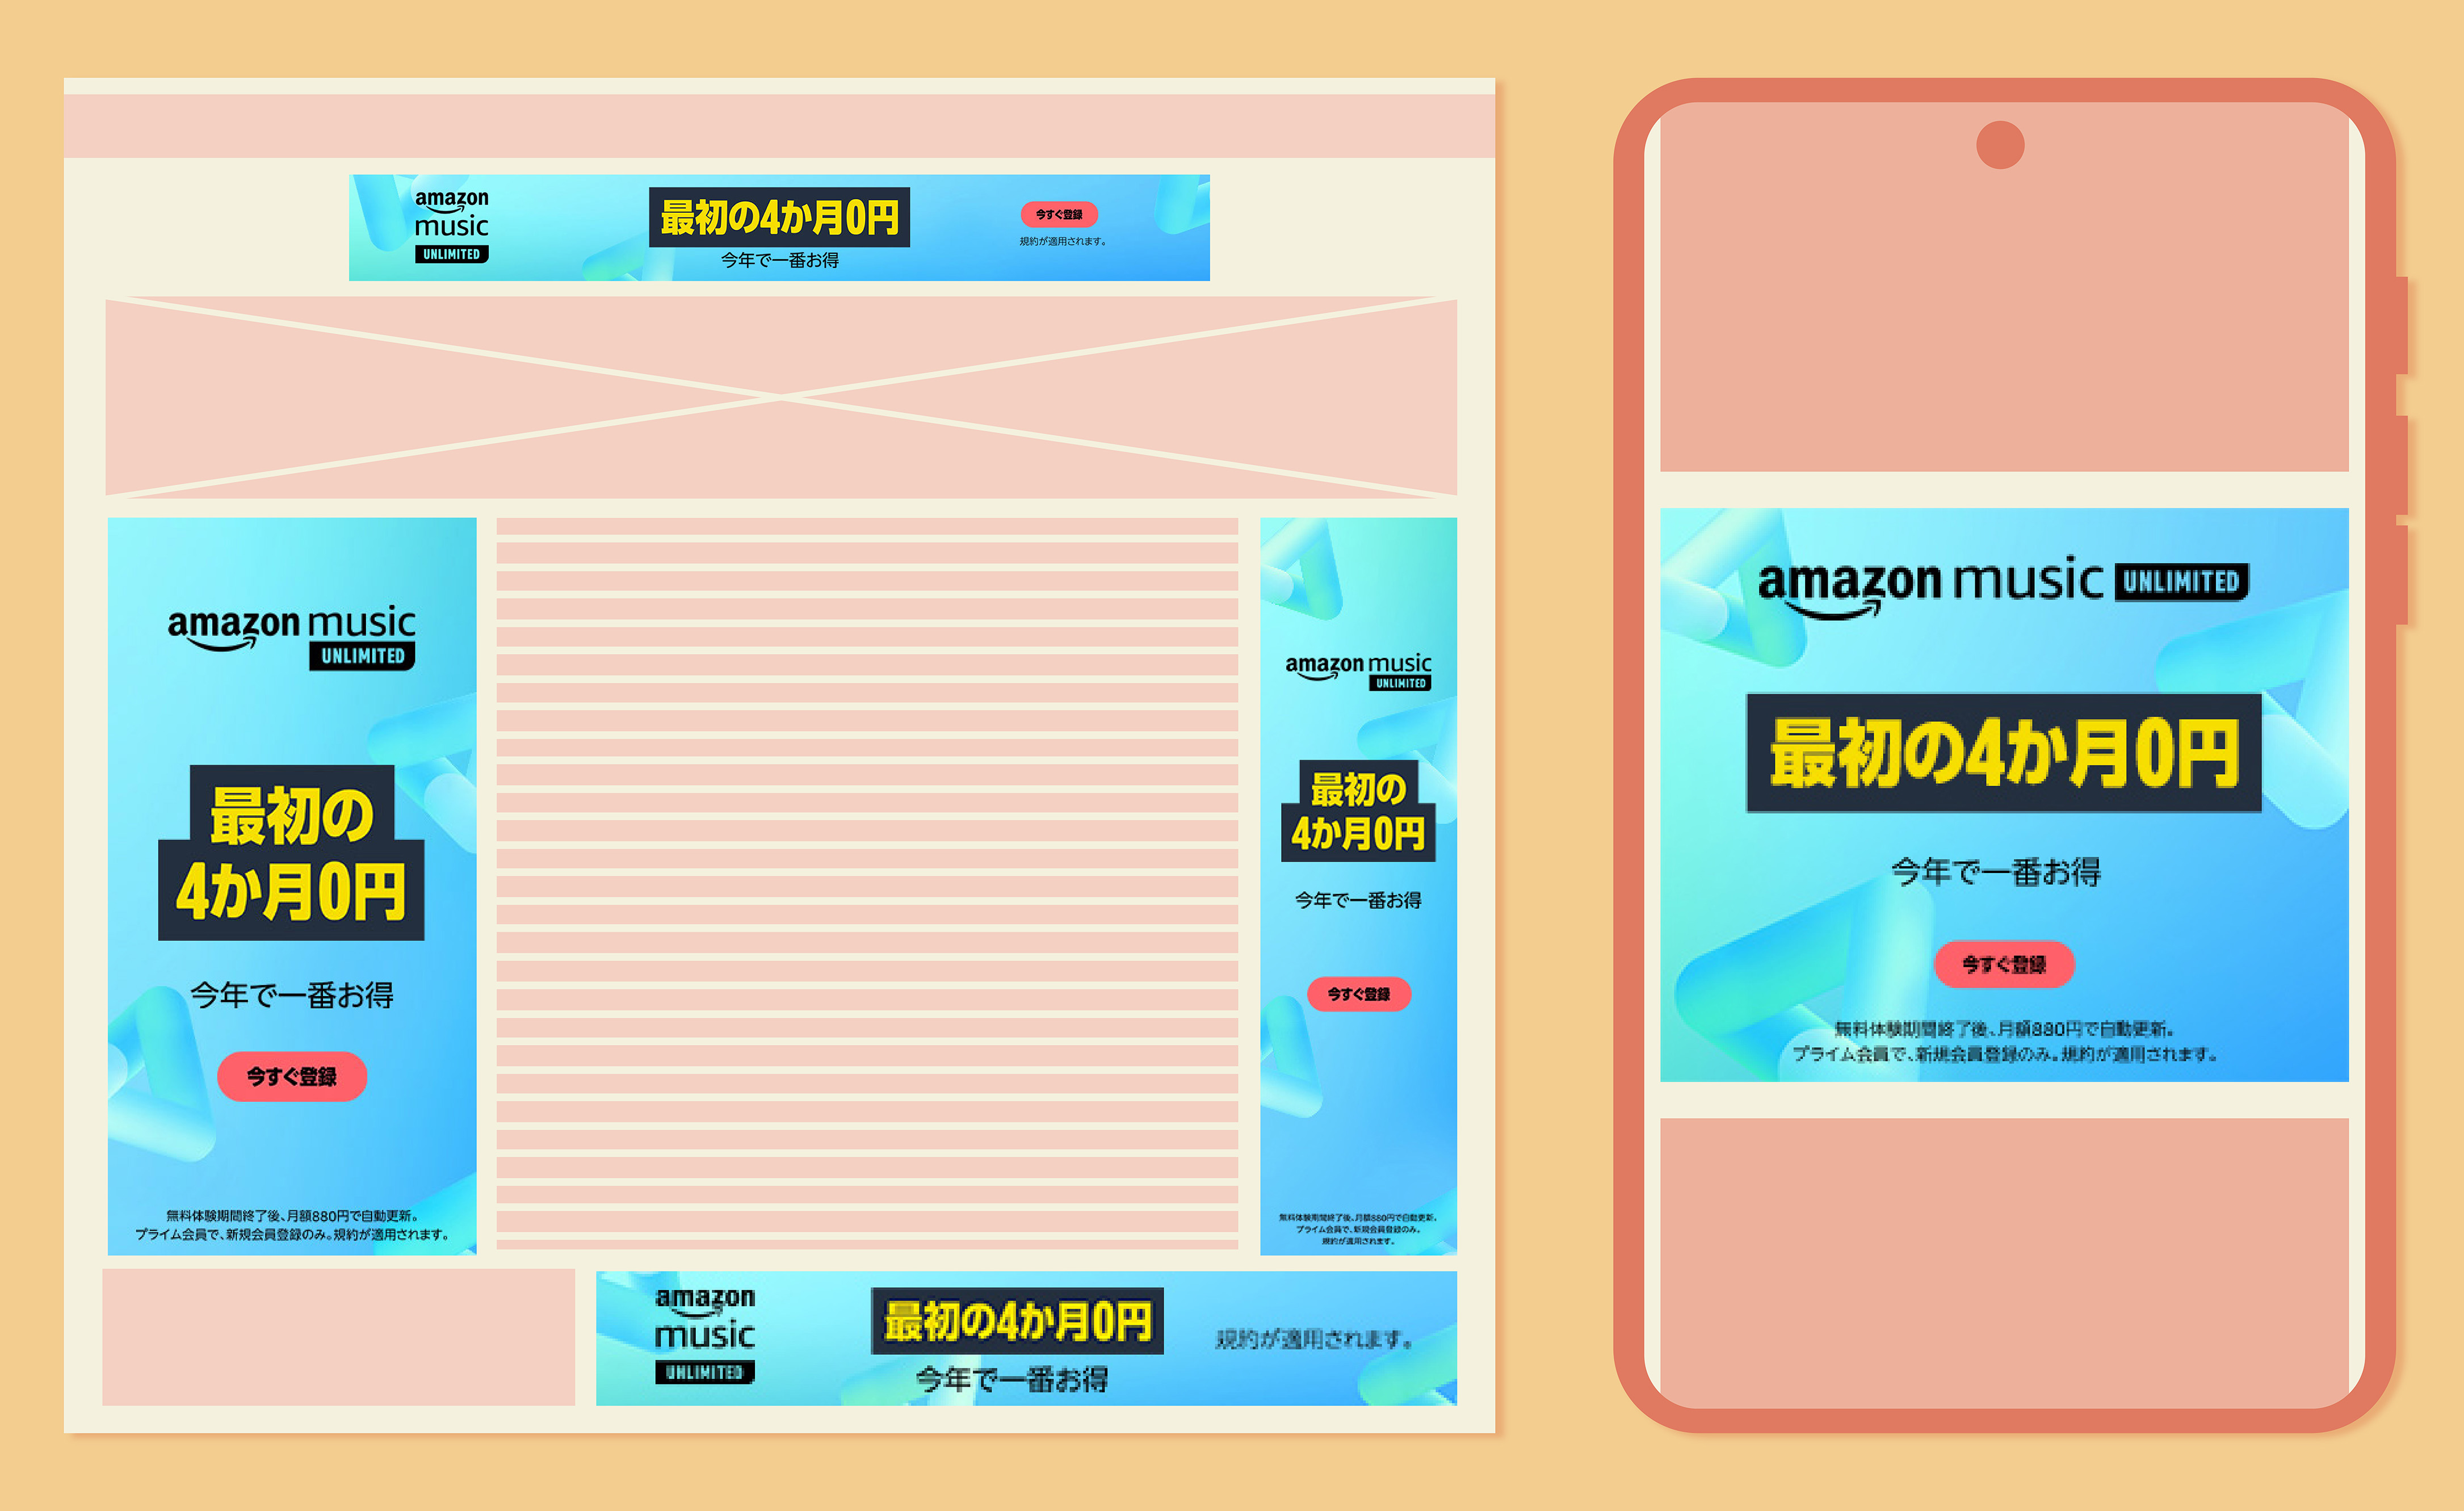 amazon
music
UNLIMITED
最初の4か月0円
今年で一番お得
今すぐ登録
規約が適用されます。
amazon music
UNLIMITED
最初の
4か月0円
今年で一番お得
今すぐ登録
無料体験期間終了後、月額880円で自動更新。
プライム会員で、新規会員登録のみ。規約が適用されます。
amazon music
UNLIMITED
最初の
4か月0円
今年で一番お得
今すぐ登録
無料体験期間終了後、月額880円で自動更新。
プライム会員で、新規会員登録のみ。
規約が適用されます。
amazon
music
UNLIMITED
最初の4か月0円
今年で一番お得
規約が適用されます。
amazon music UNLIMITED
最初の4か月0円
今年で一番お得
今すぐ登録
無料体験期間終了後、月額880円で自動更新。
プライム会員で、新規会員登録のみ。規約が適用されます。